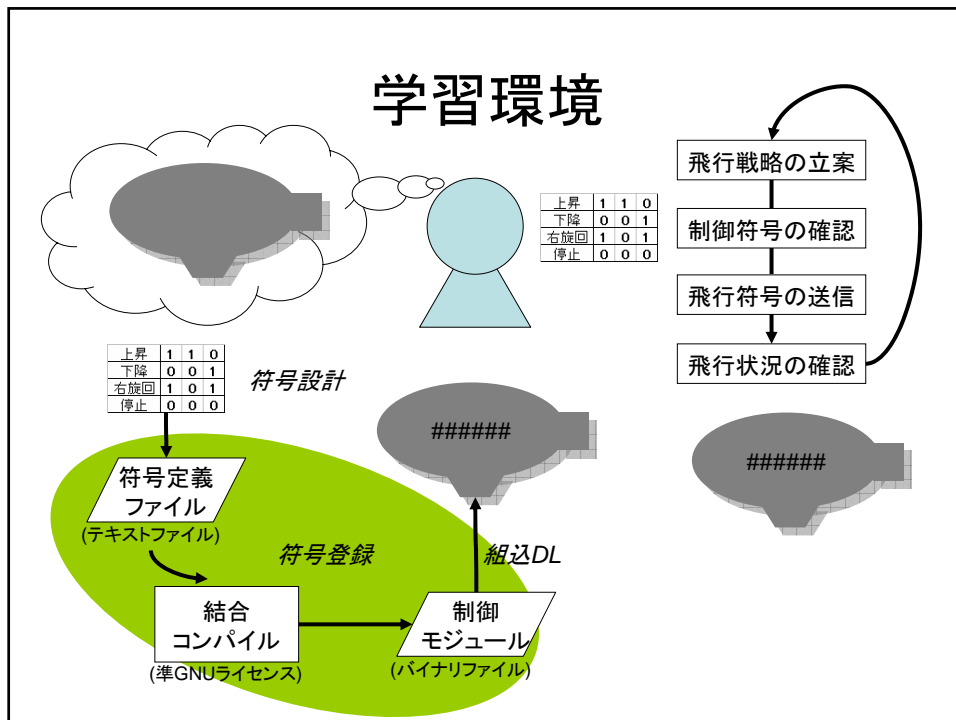 学習環境
上昇 1 1 0
下降 0 0 1
右旋回 1 0 1
停止 0 0 0
飛行戦略の立案
制御符号の確認
飛行符号の送信
飛行状況の確認
上昇 1 1 0
下降 0 0 1
右旋回 1 0 1
停止 0 0 0
符号設計
######
######
符号定義
ファイル
(テキストファイル)
符号登録
組込DL
結合
コンパイル
(準GNUライセンス)
制御
モジュール
(バイナリファイル)